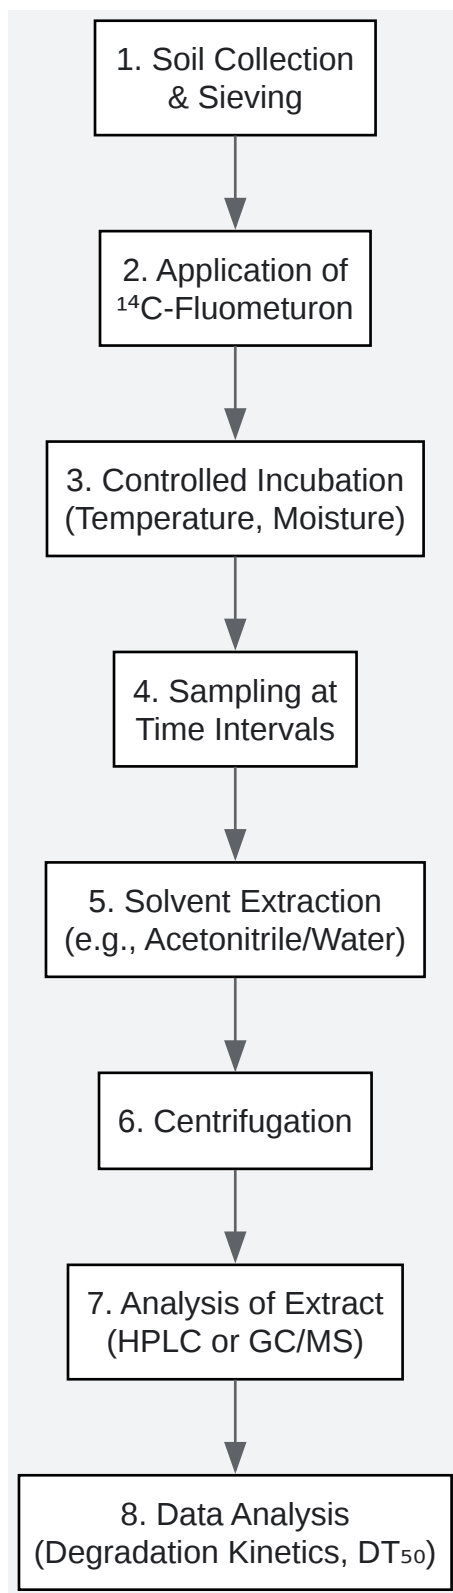 1. Soil Collection
& Sieving
2. Application of
¹⁴C-Fluometuron
3. Controlled Incubation
(Temperature, Moisture)
4. Sampling at
Time Intervals
5. Solvent Extraction
(e.g., Acetonitrile/Water)
6. Centrifugation
7. Analysis of Extract
(HPLC or GC/MS)
8. Data Analysis
(Degradation Kinetics, DT₅₀)